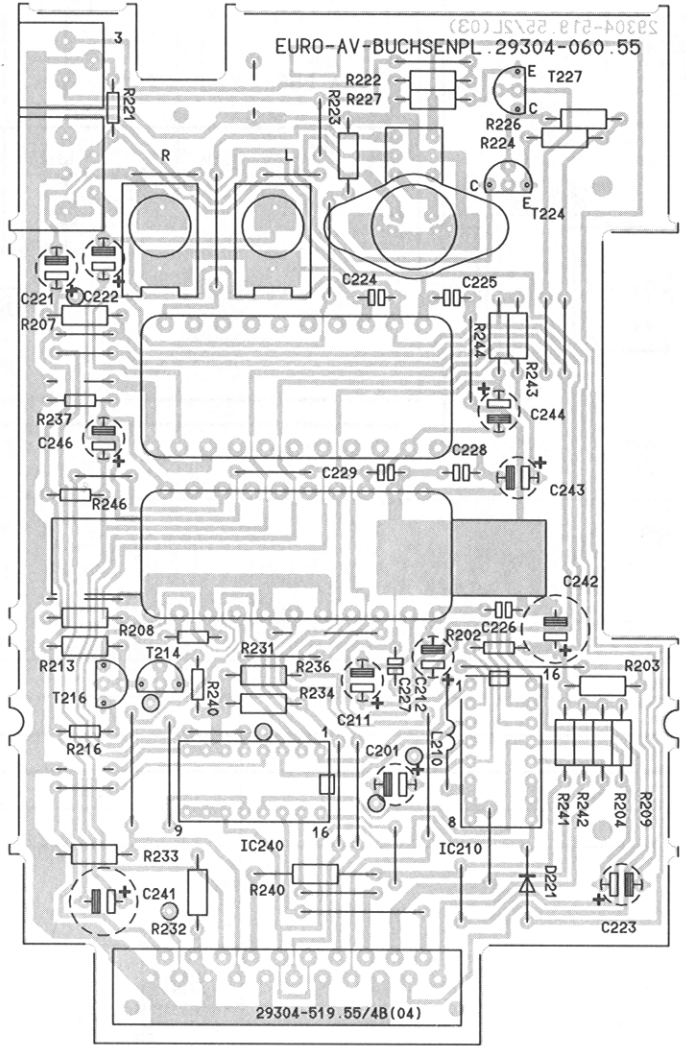 29304-519.55/2L(03)
EURO-AV-BUCHSENPL.29304-060.55
3
R222
E
T227
R221
R227
R223
C
R226
R224
R
L
C
E
T224
C224
C225
C221
C222
R207
R244
R243
R237
C244
C246
C229
C228
C243
R246
C242
R208
R202
C226
R213
T214
R231
R236
16
R203
T216
R240
R234
C227
C212
1
C211
R216
1
C201
L210
9
16
8
R241
R242
R204
R209
IC240
IC210
R233
R240
D221
C241
R232
C223
29304-519.55/4B(04)